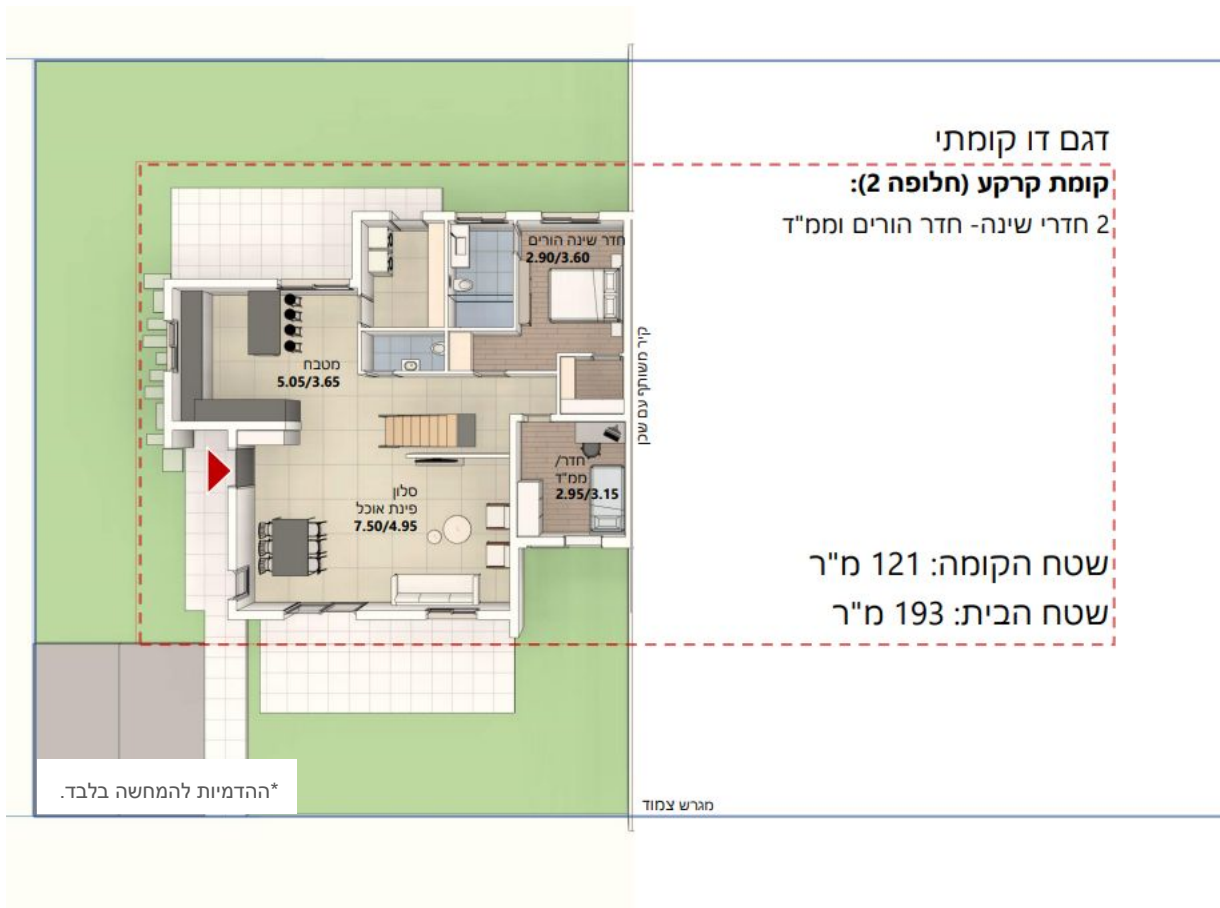 דגם דו קומתי
קומת קרקע (חלופה 2):
2 חדרי שינה- חדר הורים וממ"ד
חדר שינה הורים
2.90/3.60
מטבח
5.05/3.65
קיר משותף עם שכן
חדר/
ממ"ד
2.95/3.15
סלון
פינת אוכל
7.50/4.95
שטח הקומה: 121 מ"ר
שטח הבית: 193 מ"ר
*ההדמיות להמחשה בלבד.
מגרש צמוד